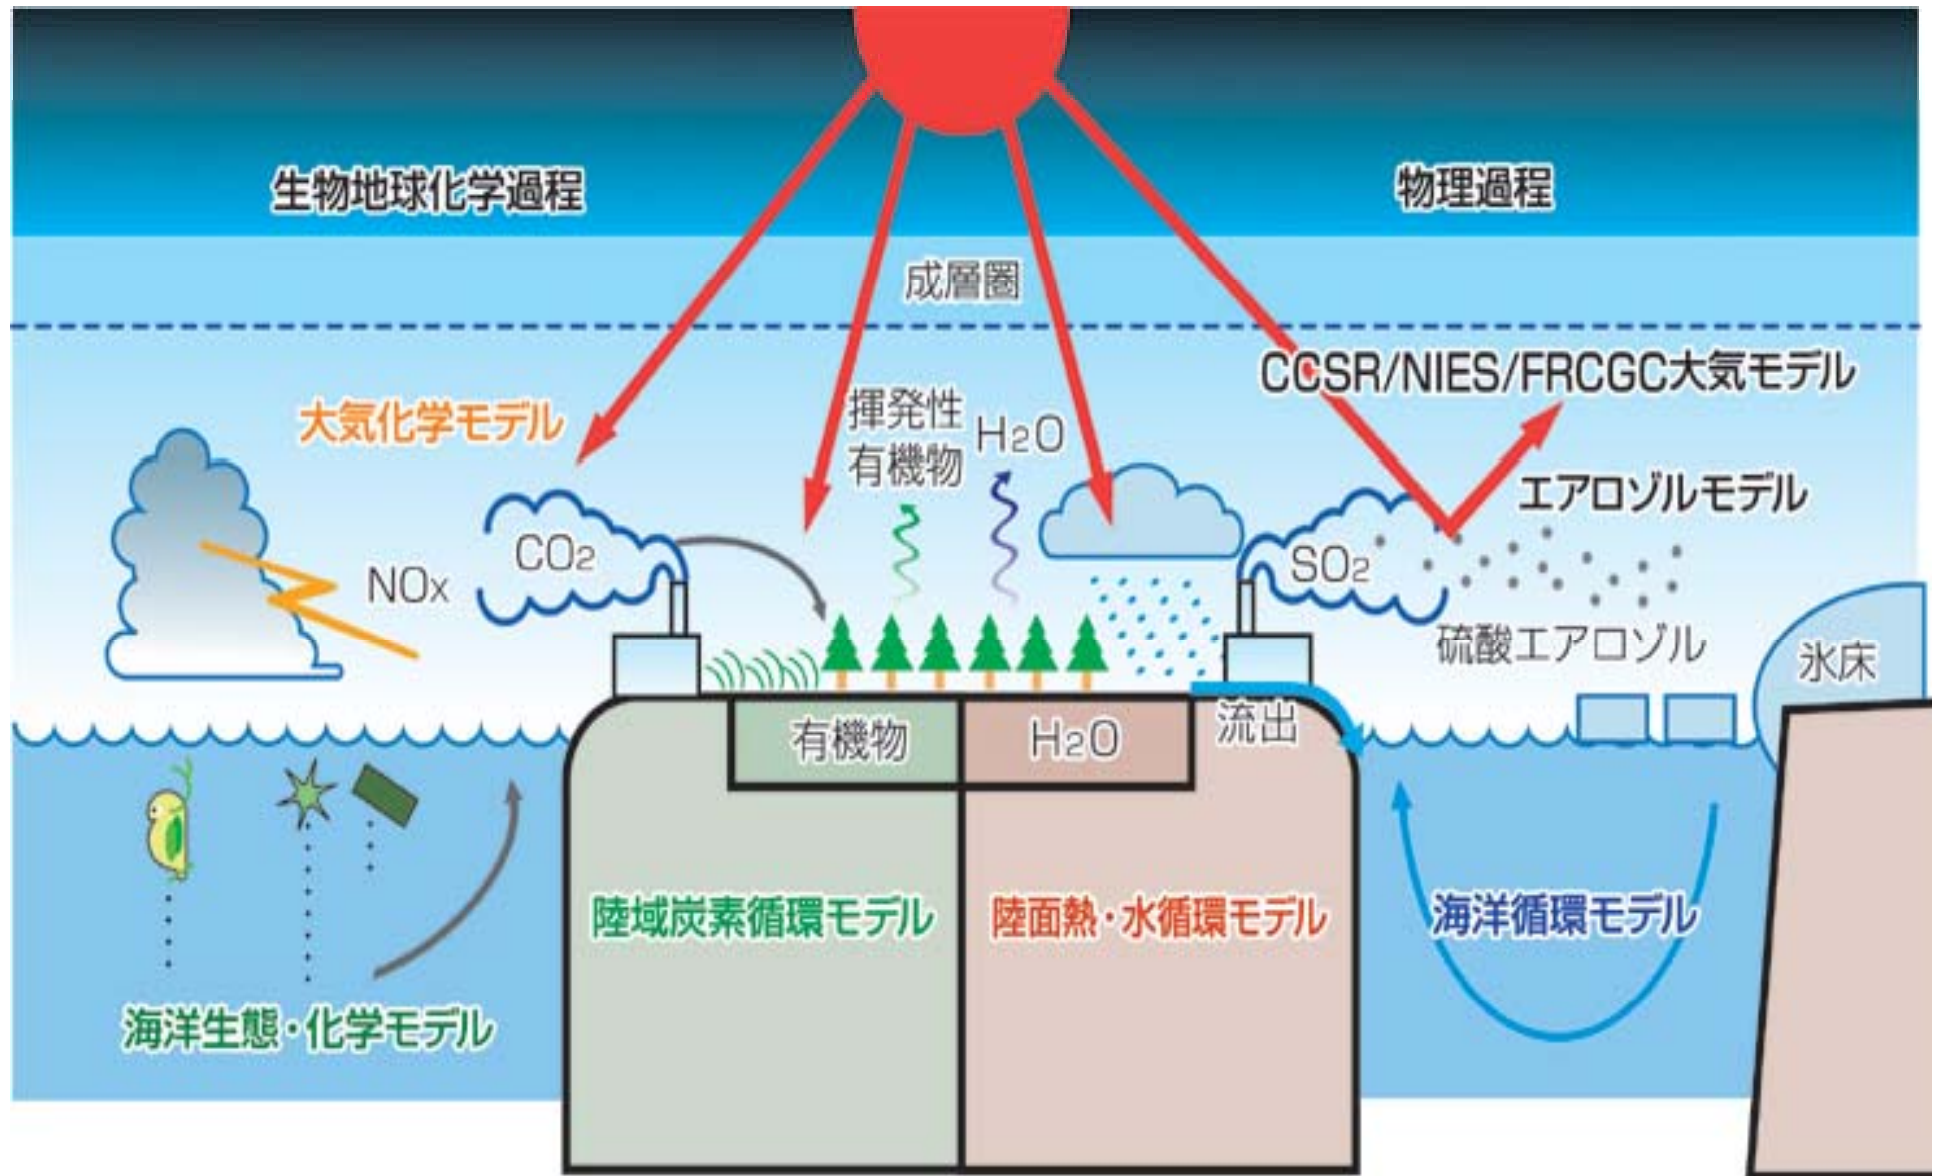 生物地球化学過程
物理過程
成層圏
CCSR/NIES/FRCGC大気モデル
大気化学モデル
揮発性
有機物
H2O
エアロゾルモデル
NOx
CO2
SO2
硫酸エアロゾル
氷床
有機物
H2O
流出
陸域炭素循環モデル
陸面熱・水循環モデル
海洋循環モデル
海洋生態・化学モデル